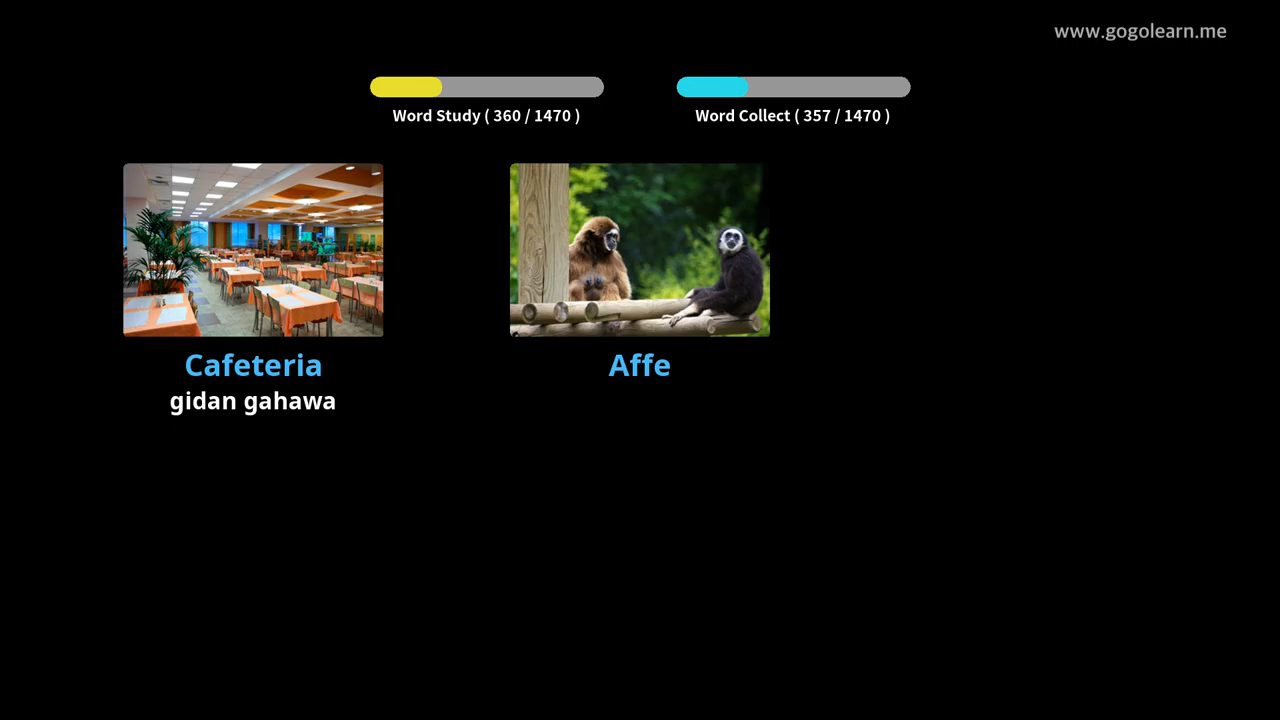 www.gogolearn.me
Word Study ( 360 / 1470 )
Word Collect ( 357 / 1470 )
Cafeteria
gidan gahawa
Affe